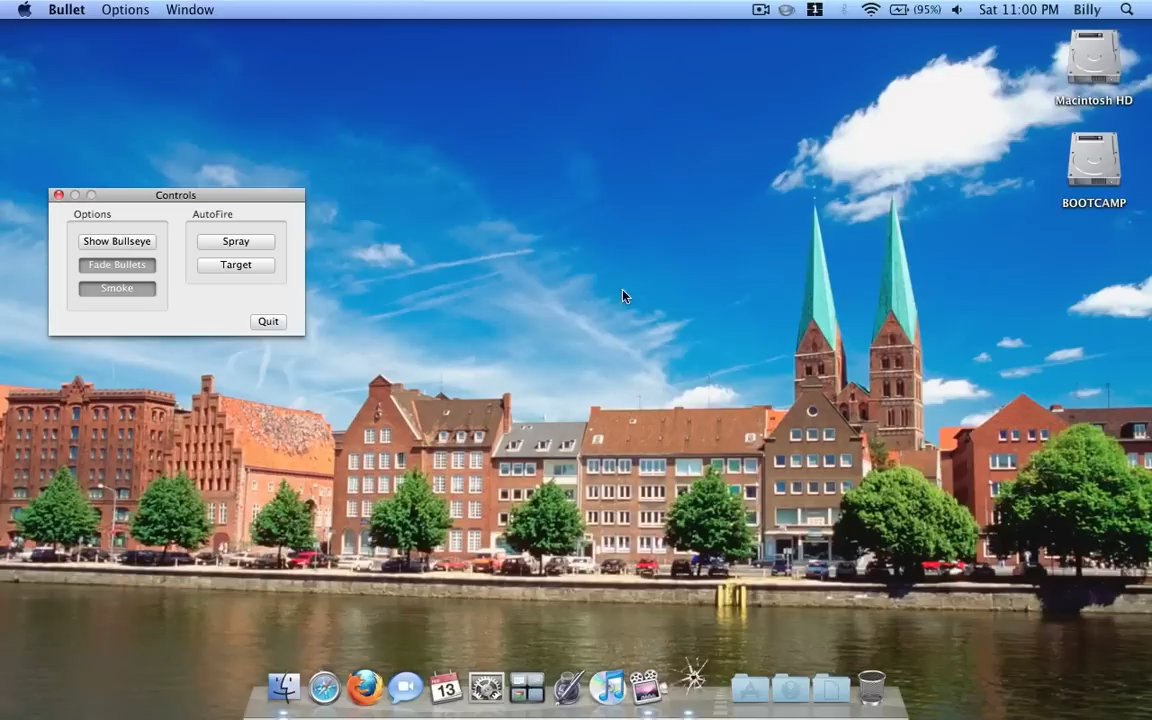 Bullet Options Window 1 (95%) Sat 11:00 PM Billy
Macintosh HD
BOOTCAMP
Controls
Options AutoFire
Show Bullseye Spray
Fade Bullets Target
Smoke
Quit
13